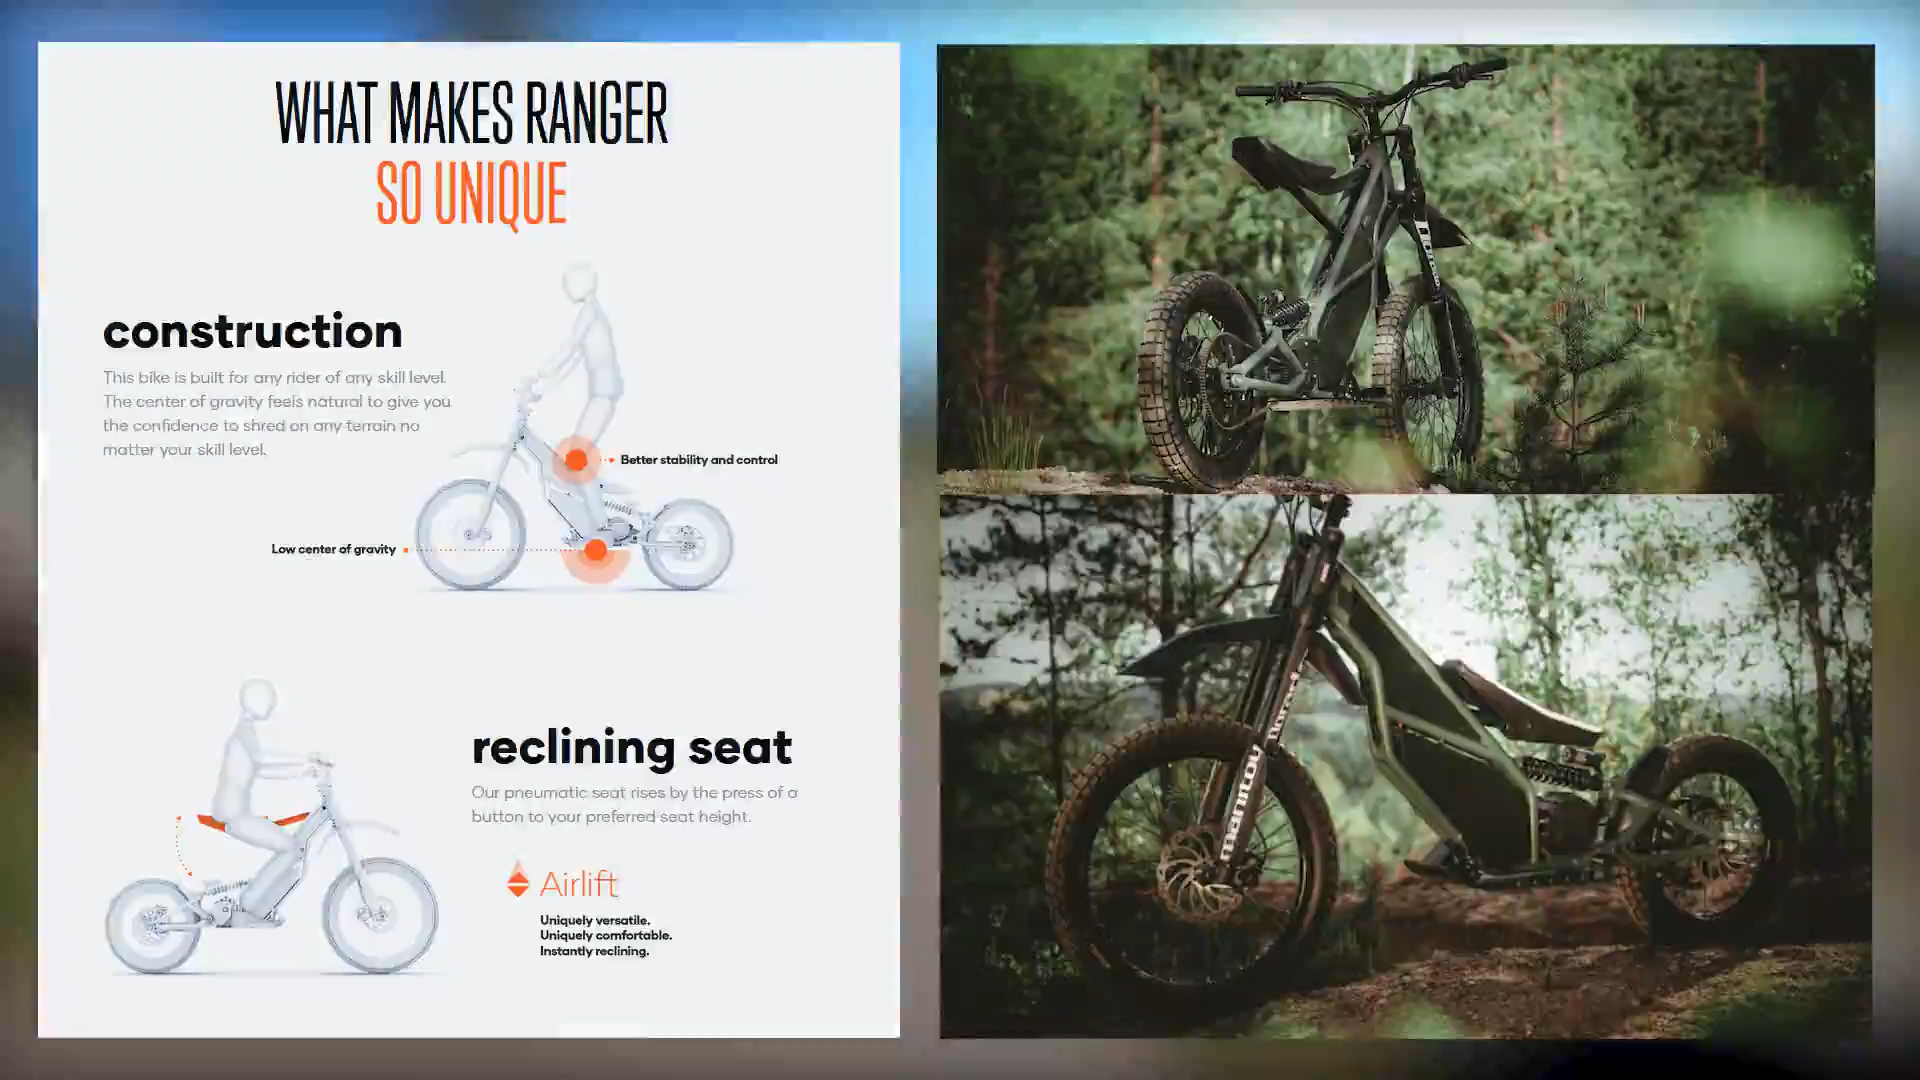 WHAT MAKES RANGER
SO UNIQUE
construction
This bike is built for any rider of any skill level.
The center of gravity feels natural to give you
the confidence to shred on any terrain no
matter your skill level.
Better stability and control
Low center of gravity
reclining seat
Our pneumatic seat rises by the press of a
button to your preferred seat height.
Airlift
Uniquely versatile.
Uniquely comfortable.
Instantly reclining.
manitou